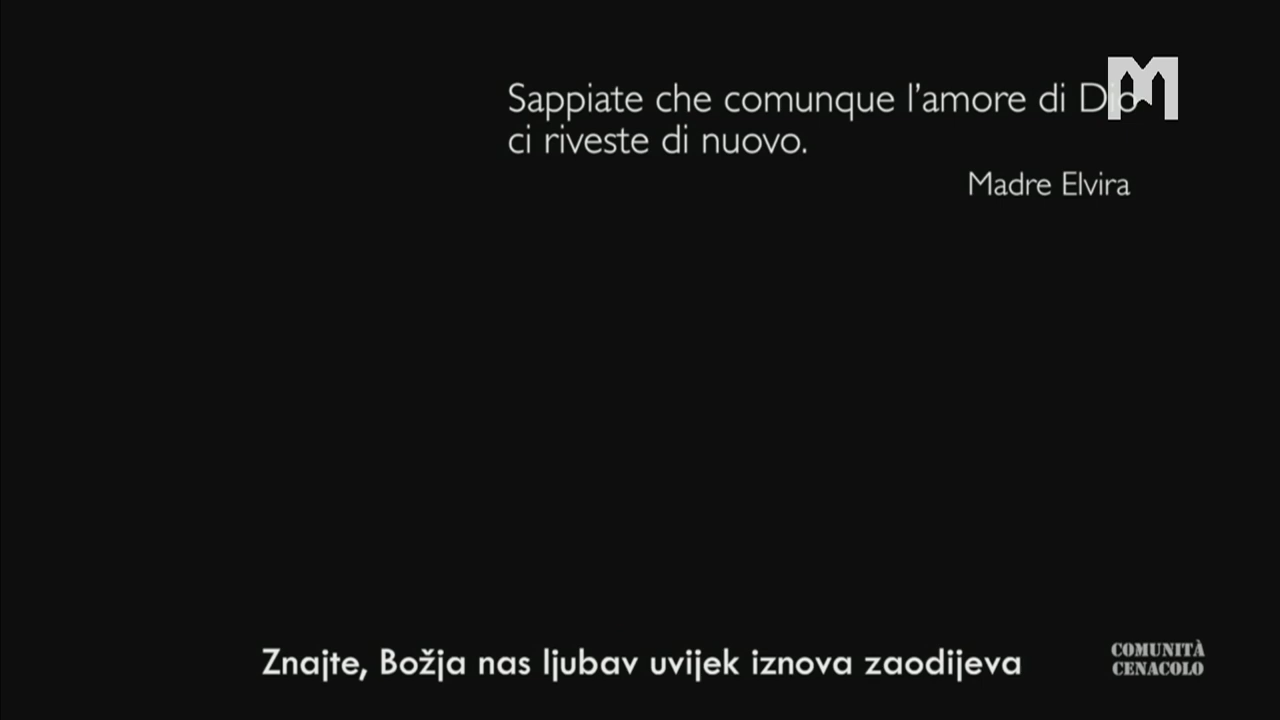 Sappiate che comunque l'amore di Dio
ci riveste di nuovo.
Madre Elvira
Znajte, Božja nas ljubav uvijek iznova zaodijeva
COMUNITÀ
CENACOLO